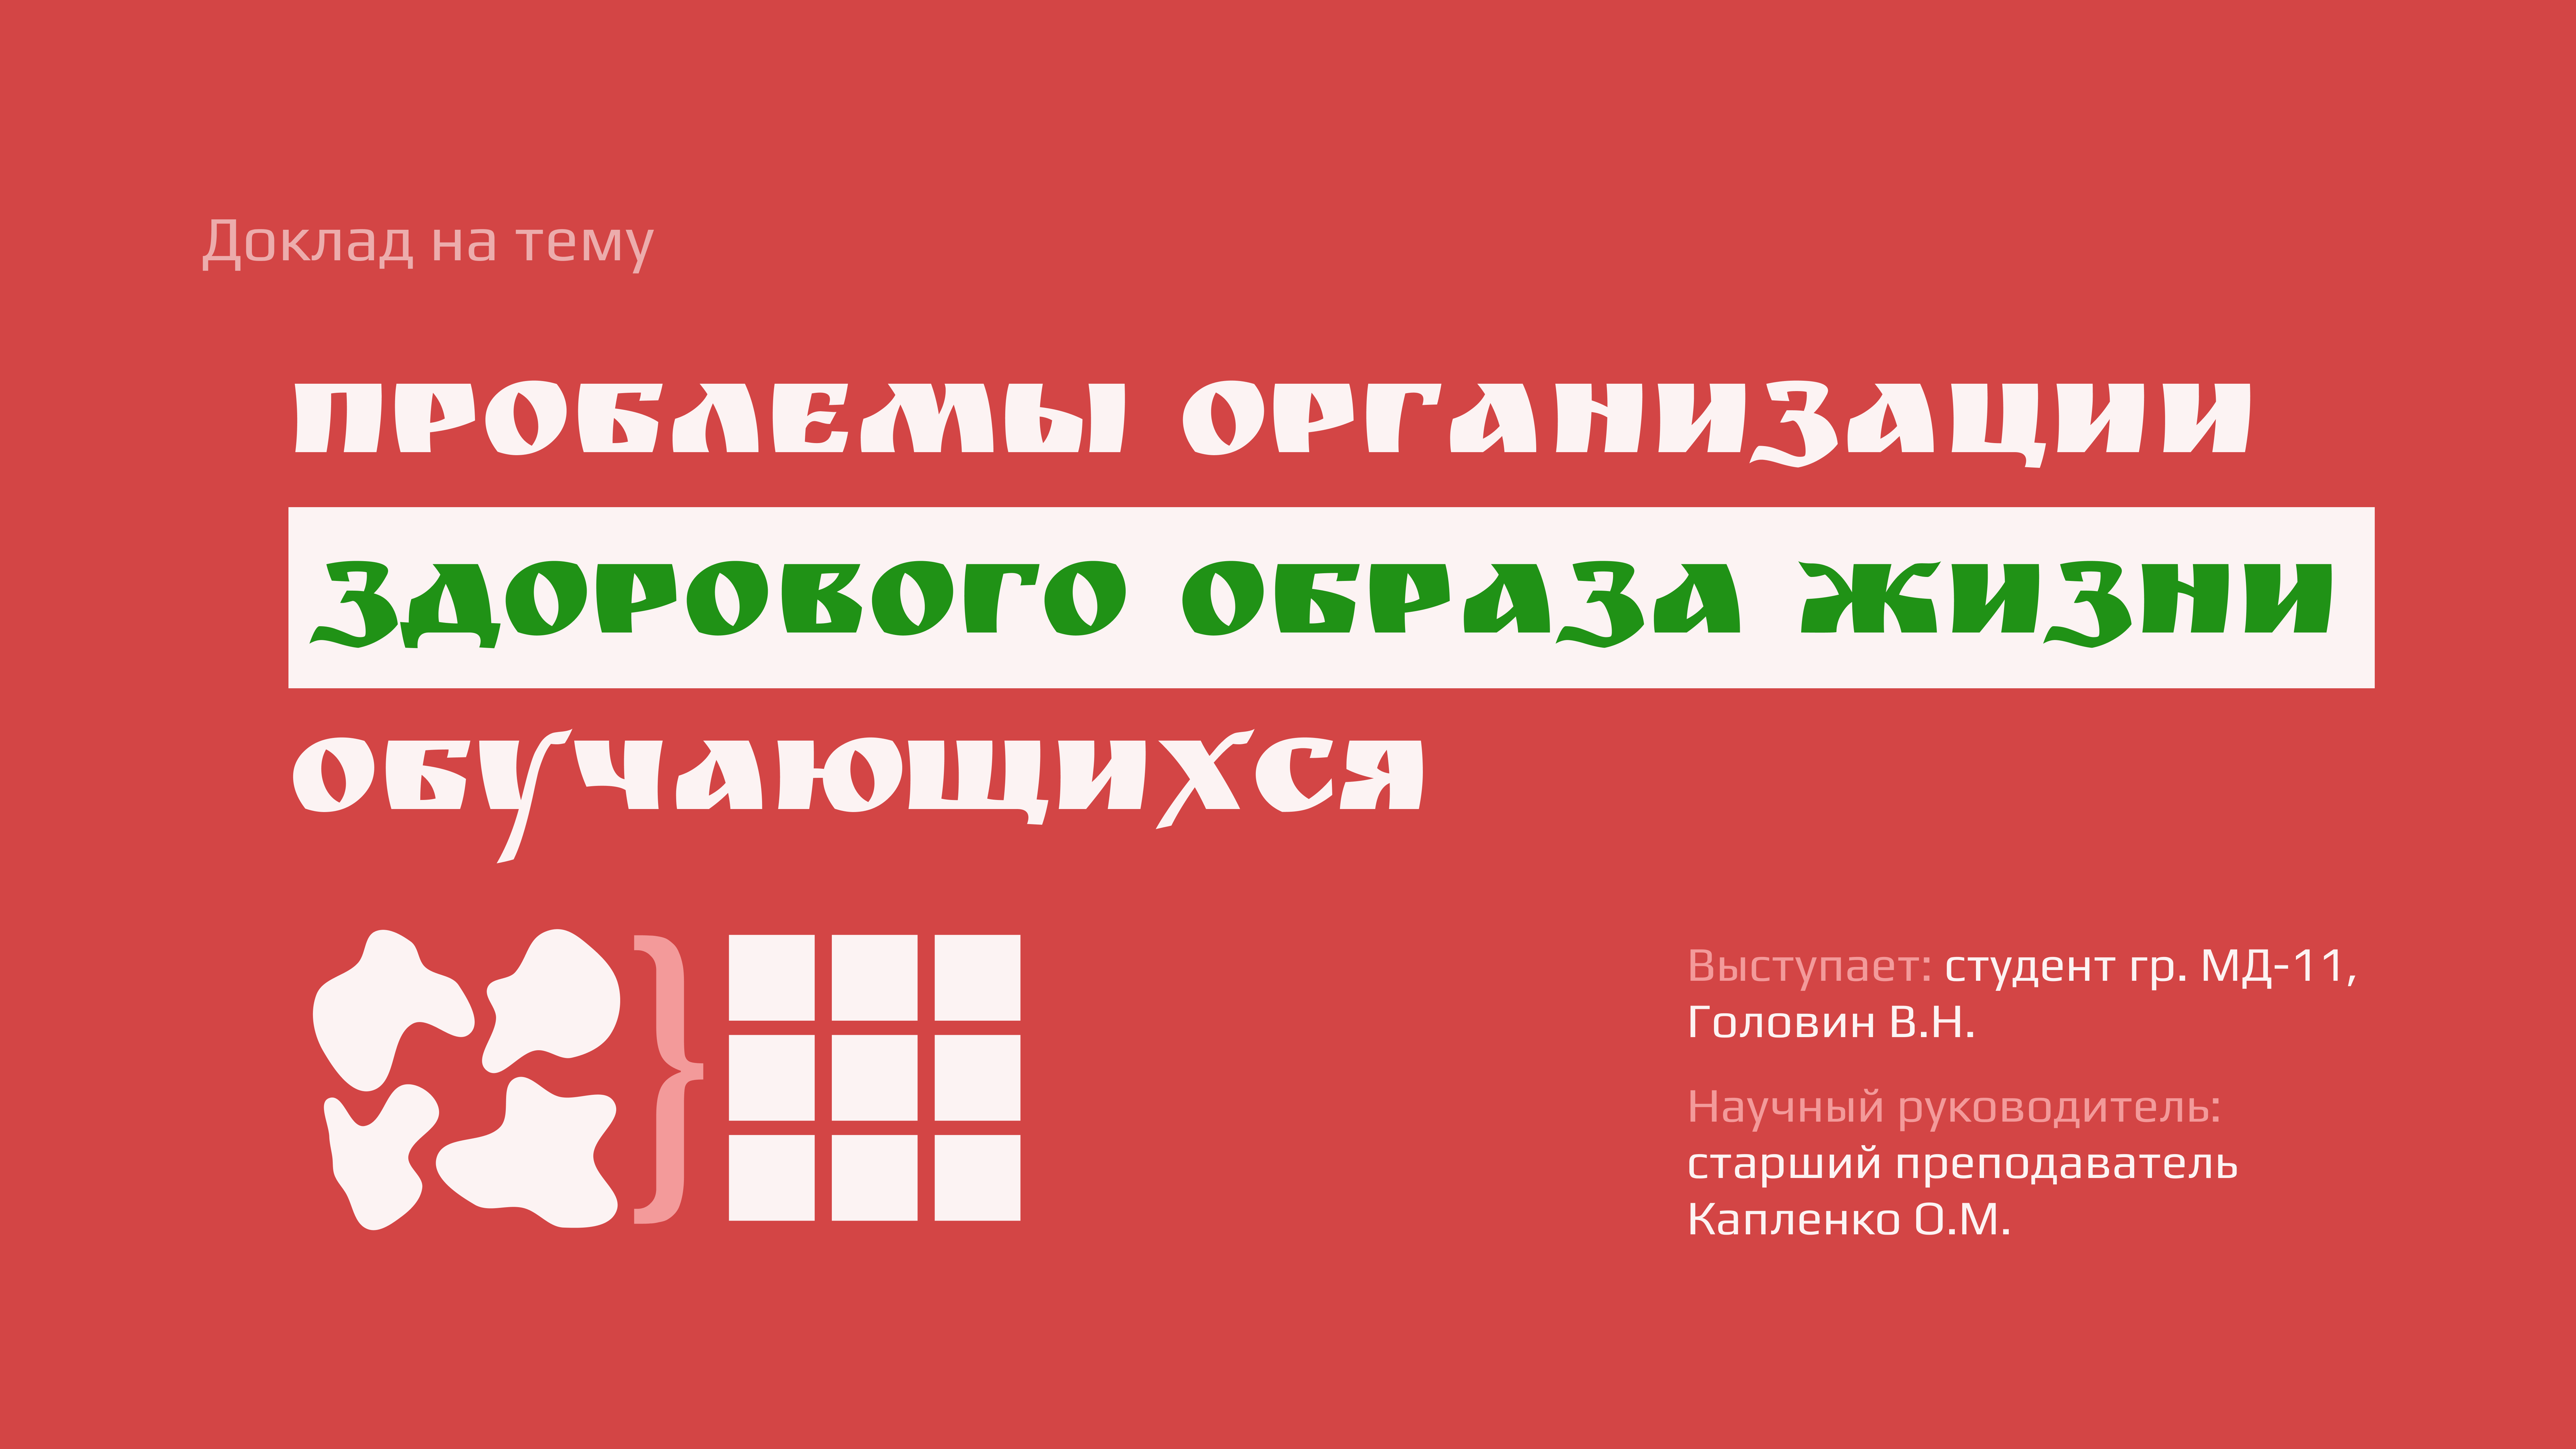 Доклад на тему
проблемы организации
здорового образа жизни
обучающихся
Выступает: студент гр. МД-11,
Головин В.Н.
Научный руководитель:
старший преподаватель
Капленко О.М.